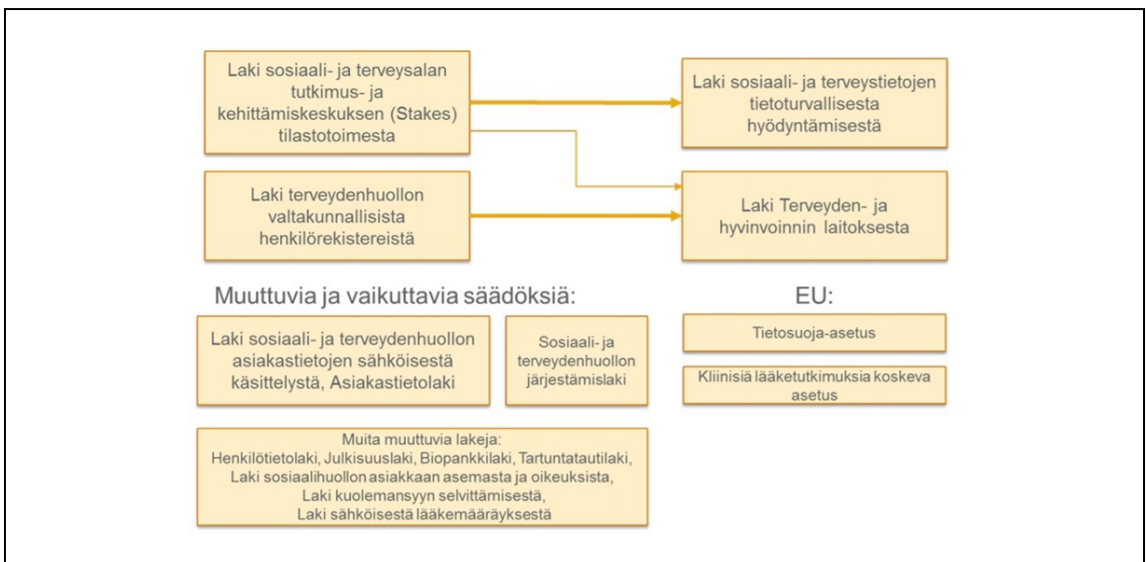 Laki sosiaali- ja terveysalan
tutkimus- ja
kehittämiskeskuksen (Stakes)
tilastotoimesta
Laki sosiaali- ja terveystietojen
tietoturvallisesta
hyödyntämisestä
Laki terveydenhuollon
valtakunnallisista
henkilörekistereistä
Laki Terveyden- ja
hyvinvoinnin laitoksesta
Muuttuvia ja vaikuttavia säädöksiä:
Laki sosiaali- ja terveydenhuollon
asiakastietojen sähköisestä
käsittelystä, Asiakastietolaki
Sosiaali- ja
terveydenhuollon
järjestämislaki
EU:
Tietosuoja-asetus
Kliinisiä lääketutkimuksia koskeva
asetus
Muita muuttuvia lakeja:
Henkilötietolaki, Julkisuuslaki, Biopankkilaki, Tartuntatautilaki,
Laki sosiaalihuollon asiakkaan asemasta ja oikeuksista,
Laki kuolemansyyn selvittämisestä,
Laki sähköisestä lääkemääräyksestä